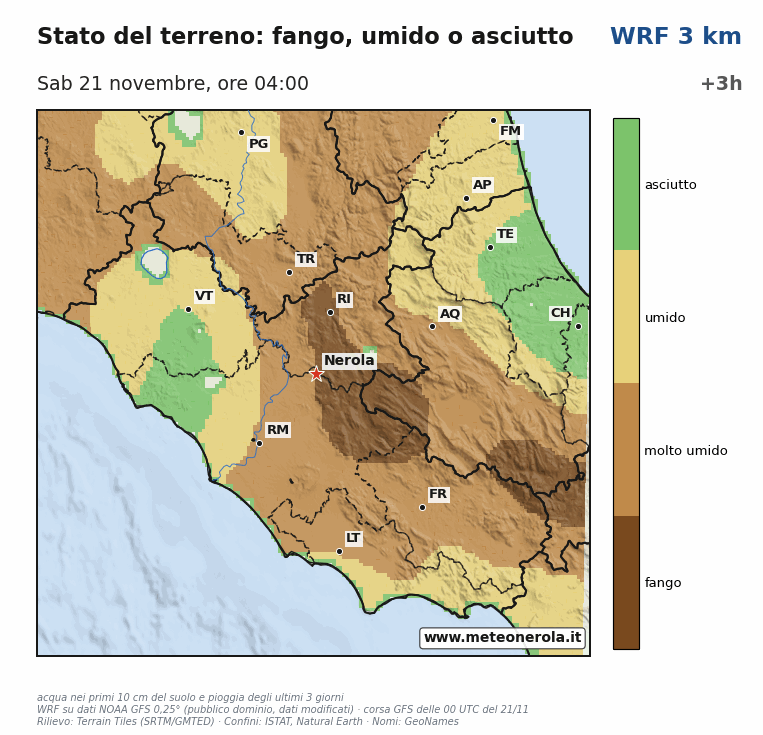 Stato del terreno: fango, umido o asciutto
WRF 3 km
Sab 21 novembre, ore 04:00
+3h
FM
PG
AP
TE
TR
VT
RI
AQ
CH
Nerola
RM
FR
LT
www.meteonerola.it
asciutto
umido
molto umido
fango
acqua nei primi 10 cm del suolo e pioggia degli ultimi 3 giorni
WRF su dati NOAA GFS 0,25° (pubblico dominio, dati modificati) · corsa GFS delle 00 UTC del 21/11
Rilievo: Terrain Tiles (SRTM/GMTED) · Confini: ISTAT, Natural Earth · Nomi: GeoNames